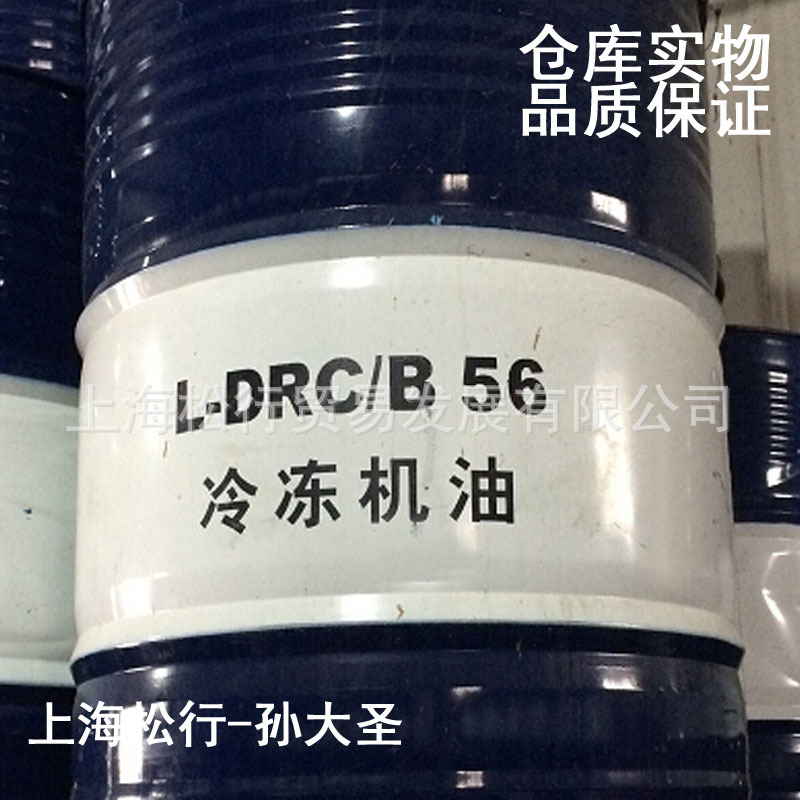 仓库实物
品质保证
L-DRC/B 56
上海松行贸易发展有限公司
冷冻机油
上海松行-孙大圣